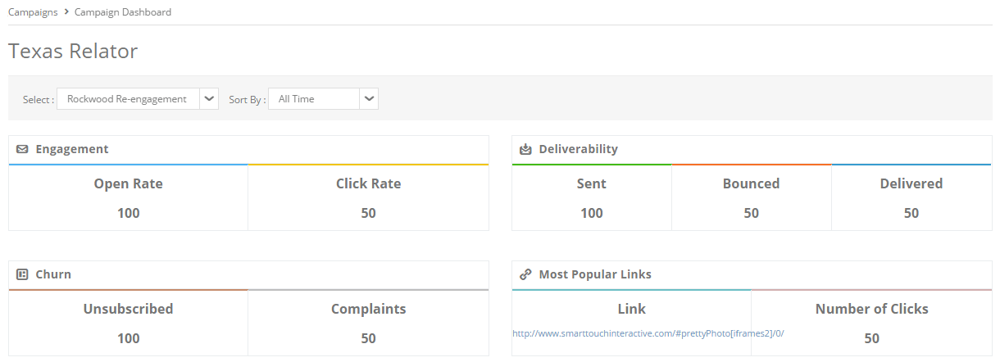 Campaigns > Campaign Dashboard
Texas Relator
Select : Rockwood Re-engagement Sort By : All Time
Engagement
Open Rate Click Rate
100 50
Deliverability
Sent Bounced Delivered
100 50 50
Churn
Unsubscribed Complaints
100 50
Most Popular Links
Link Number of Clicks
http://www.smarttouchinteractive.com/#prettyPhoto[iframes2]/0/ 50